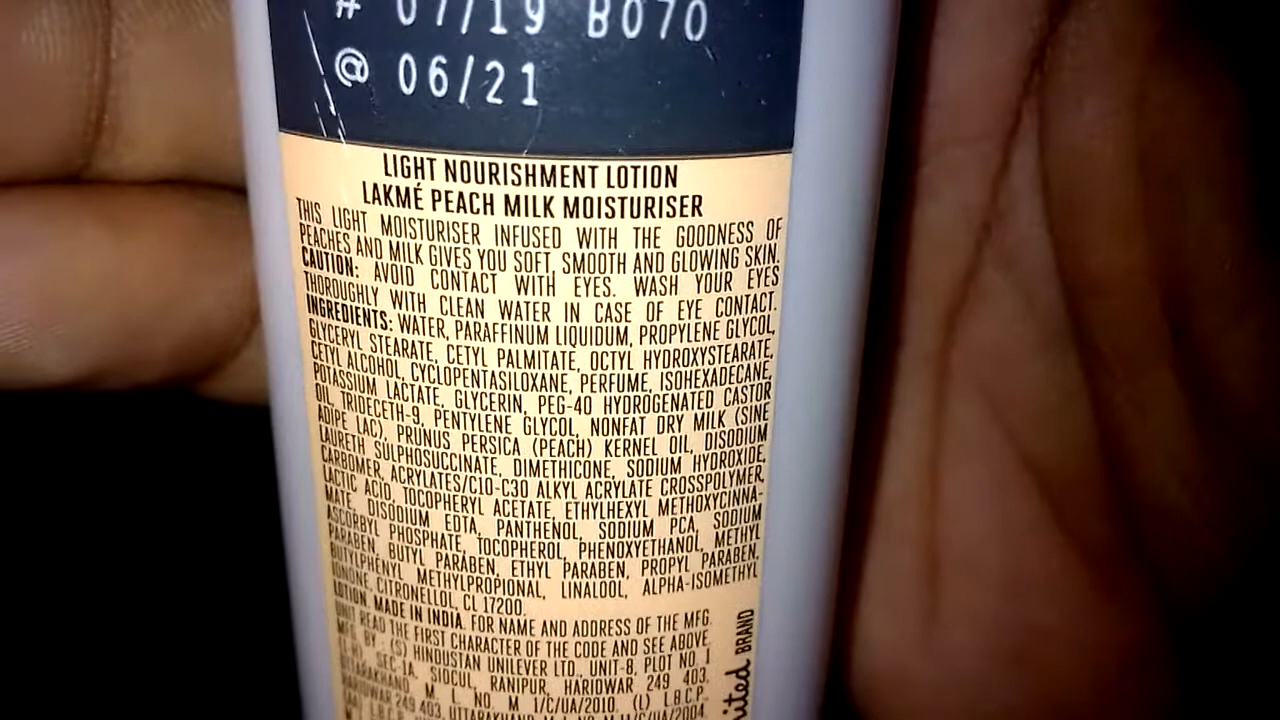 # 07/19 B070
@ 06/21
LIGHT NOURISHMENT LOTION
LAKMÉ PEACH MILK MOISTURISER
THIS LIGHT MOISTURISER INFUSED WITH THE GOODNESS OF
PEACHES AND MILK GIVES YOU SOFT, SMOOTH AND GLOWING SKIN.
CAUTION: AVOID CONTACT WITH EYES. WASH YOUR EYES
THOROUGHLY WITH CLEAN WATER IN CASE OF EYE CONTACT.
INGREDIENTS: WATER, PARAFFINUM LIQUIDUM, PROPYLENE GLYCOL,
GLYCERYL STEARATE, CETYL PALMITATE, OCTYL HYDROXYSTEARATE,
CETYL ALCOHOL, CYCLOPENTASILOXANE, PERFUME, ISOHEXADECANE,
POTASSIUM LACTATE, GLYCERIN, PEG-40 HYDROGENATED CASTOR
OIL, TRIDECETH-9, PENTYLENE GLYCOL, NONFAT DRY MILK (SINE
ADIPE LAC), PRUNUS PERSICA (PEACH) KERNEL OIL, DISODIUM
LAURETH SULPHOSUCCINATE, DIMETHICONE, SODIUM HYDROXIDE,
CARBOMER, ACRYLATES/C10-C30 ALKYL ACRYLATE CROSSPOLYMER,
LACTIC ACID, TOCOPHERYL ACETATE, ETHYLHEXYL METHOXYCINNA-
MATE, DISODIUM EDTA, PANTHENOL, SODIUM PCA, SODIUM
ASCORBYL PHOSPHATE, TOCOPHEROL, PHENOXYETHANOL, METHYL
PARABEN, BUTYL PARABEN, ETHYL PARABEN, PROPYL PARABEN,
BUTYLPHENYL METHYLPROPIONAL, LINALOOL, ALPHA-ISOMETHYL
IONONE, CITRONELLOL, CL 17200.
LOTION. MADE IN INDIA. FOR NAME AND ADDRESS OF THE MFG.
UNIT READ THE FIRST CHARACTER OF THE CODE AND SEE ABOVE.
MFG. BY : (S) HINDUSTAN UNILEVER LTD., UNIT-8, PLOT NO. 1
SEC 1A, SIDCUL, RANIPUR, HARIDWAR 249 403.
UTTARAKHAND, M. L. NO. M 1/C/UA/2010. (L) L.B.C.P.
HARIDWAR 249 403, UTTARAKHAND
BRAND